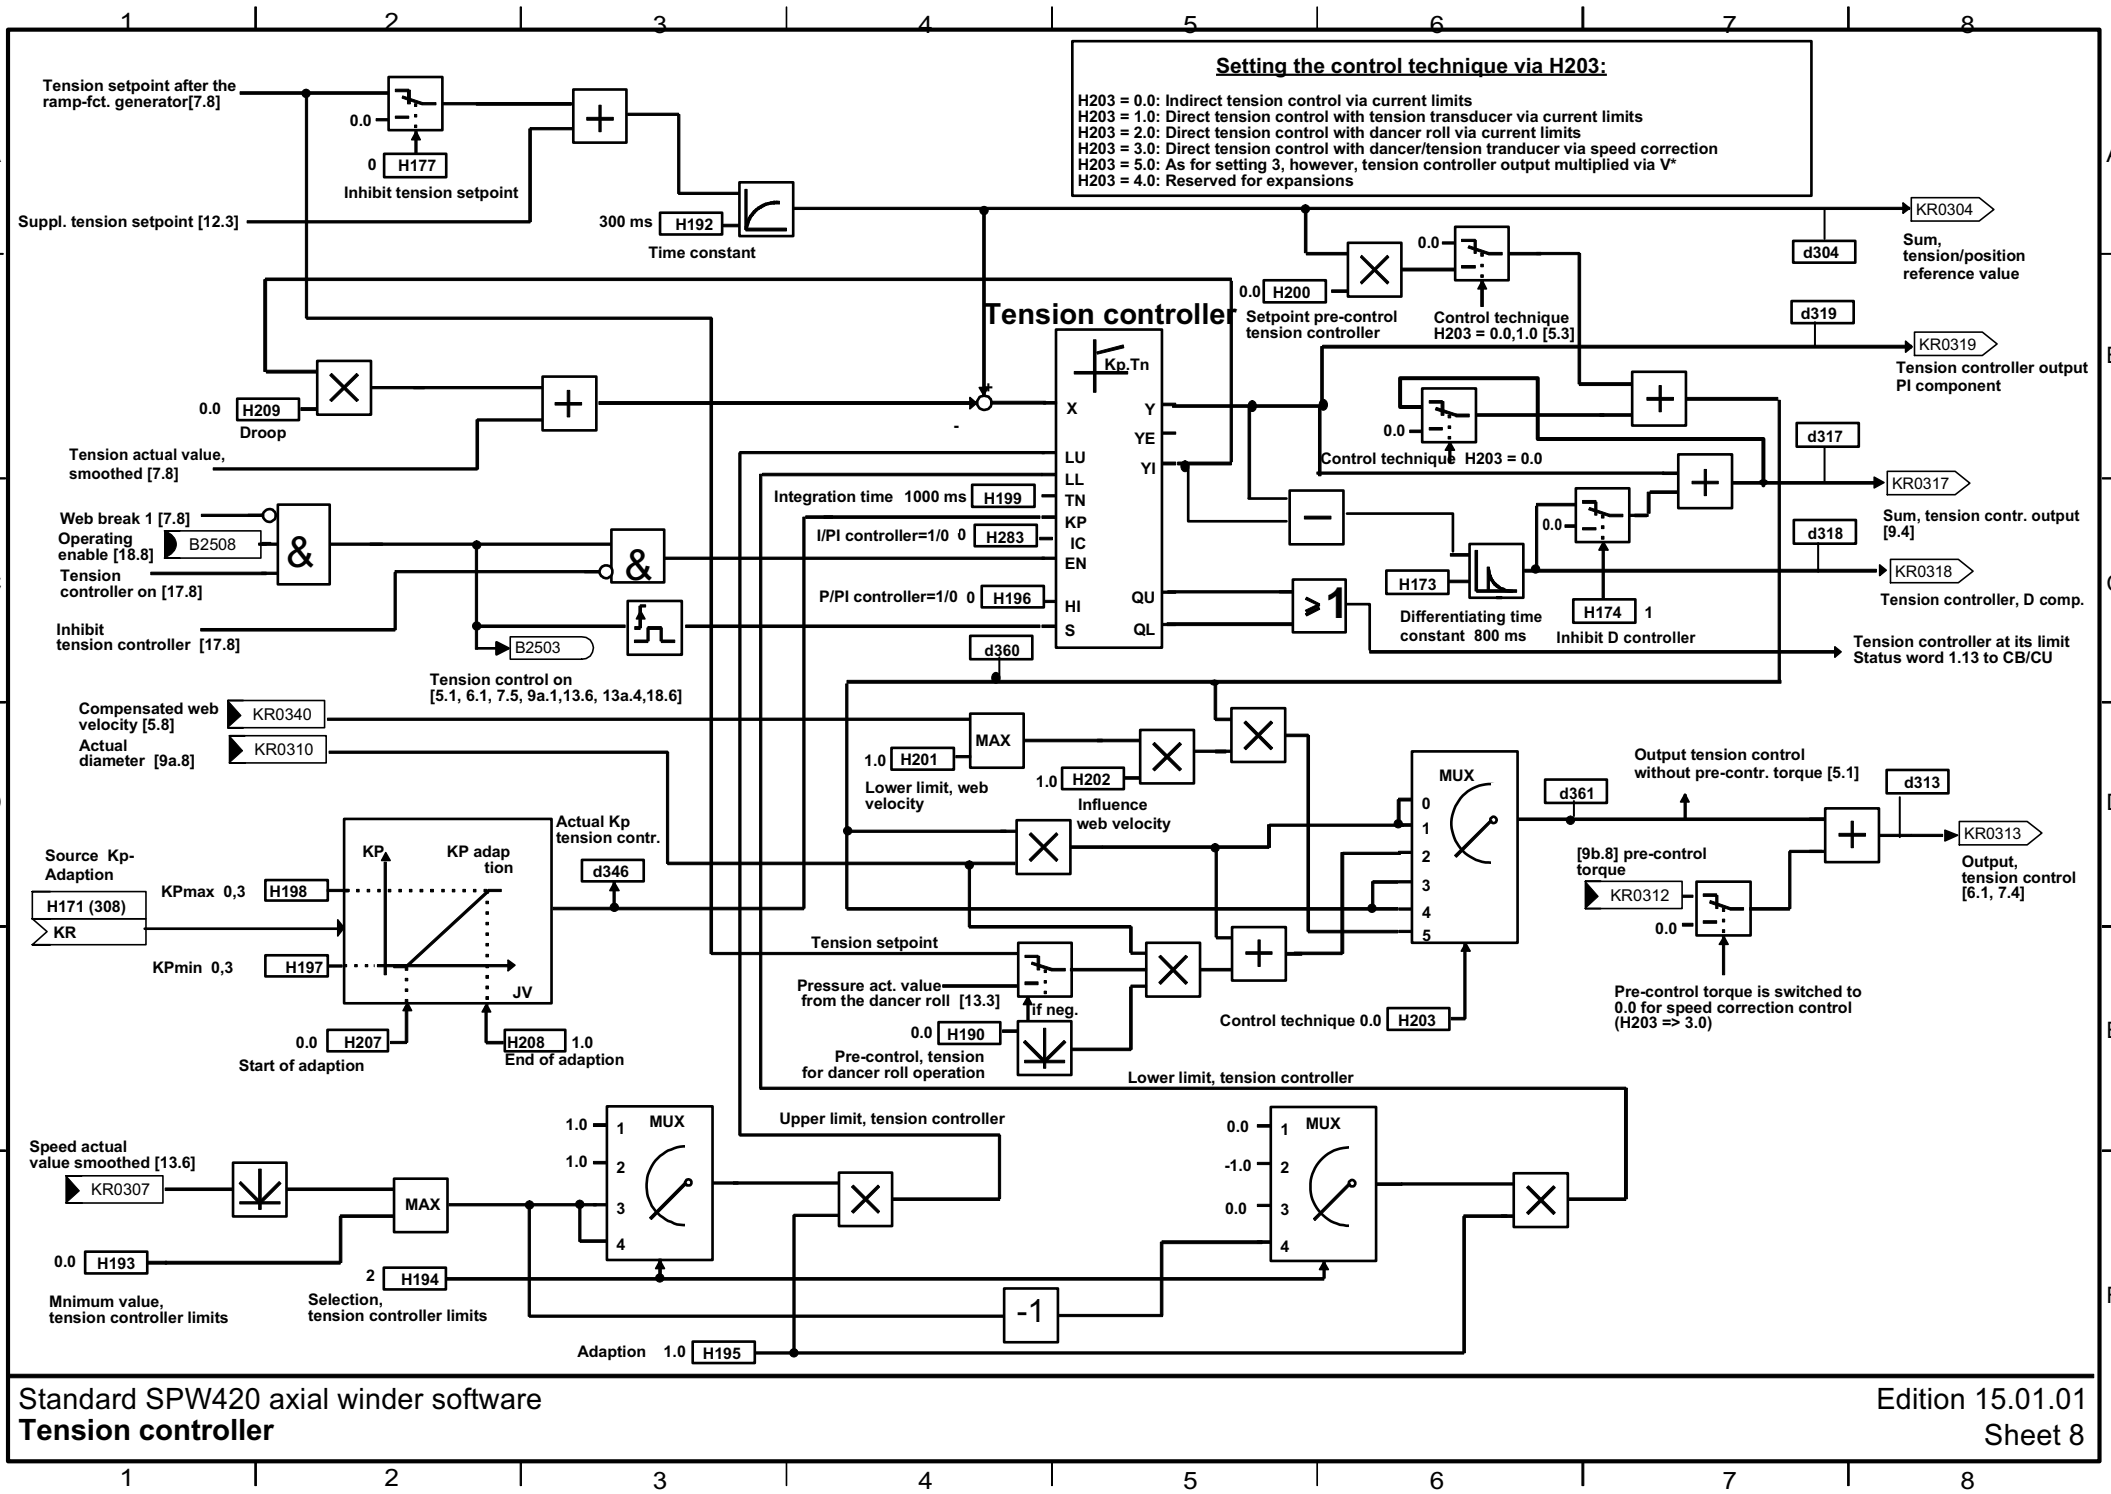 1 2 3 4 5 6 7 8
Setting the control technique via H203:
H203 = 0.0: Indirect tension control via current limits
H203 = 1.0: Direct tension control with tension transducer via current limits
H203 = 2.0: Direct tension control with dancer roll via current limits
H203 = 3.0: Direct tension control with dancer/tension tranducer via speed correction
H203 = 5.0: As for setting 3, however, tension controller output multiplied via V*
H203 = 4.0: Reserved for expansions
Tension setpoint after the
ramp-fct. generator[7.8]
0.0
+
0 H177
Inhibit tension setpoint
Suppl. tension setpoint [12.3]
300 ms H192
Time constant
KR0304
Sum,
tension/position
reference value
d304
0.0
0.0 H200
Setpoint pre-control
tension controller
Control technique
H203 = 0.0,1.0 [5.3]
d319
KR0319
Tension controller output
PI component
Tension controller
Kp.Tn
X
LU
LL
TN
KP
IC
EN
HI
S
Y
YE
YI
QU
QL
+
-
0.0 H209
Droop
+
Tension actual value,
smoothed [7.8]
0.0
+
Control technique H203 = 0.0
d317
+
KR0317
Sum, tension contr. output
[9.4]
0.0
d318
KR0318
Tension controller, D comp.
H173
Differentiating time
constant 800 ms
H174 1
Inhibit D controller
Web break 1 [7.8]
Operating
enable [18.8]
B2508
Tension
controller on [17.8]
&
&
Inhibit
tension controller [17.8]
B2503
Tension control on
[5.1, 6.1, 7.5, 9a.1,13.6, 13a.4,18.6]
Integration time 1000 ms H199
I/PI controller=1/0 0 H283
P/PI controller=1/0 0 H196
>1
Tension controller at its limit
Status word 1.13 to CB/CU
d360
Compensated web
velocity [5.8]
KR0340
Actual
diameter [9a.8]
KR0310
MAX
1.0 H201
Lower limit, web
velocity
1.0 H202
Influence
web velocity
MUX
0
1
2
3
4
5
d361
Output tension control
without pre-contr. torque [5.1]
d313
+
KR0313
Output,
tension control
[6.1, 7.4]
[9b.8] pre-control
torque
KR0312
0.0
Pre-control torque is switched to
0.0 for speed correction control
(H203 => 3.0)
Actual Kp
tension contr.
d346
Source Kp-
Adaption
H171 (308)
KR
KPmax 0,3 H198
KPmin 0,3 H197
KP
KP adap
tion
JV
0.0 H207
Start of adaption
H208 1.0
End of adaption
Tension setpoint
Pressure act. value
from the dancer roll [13.3]
if neg.
0.0 H190
Pre-control, tension
for dancer roll operation
+
Control technique 0.0 H203
Lower limit, tension controller
Upper limit, tension controller
Speed actual
value smoothed [13.6]
KR0307
MAX
0.0 H193
Mnimum value,
tension controller limits
1.0 1
1.0 2
3
4
MUX
2 H194
Selection,
tension controller limits
0.0 1
-1.0 2
0.0 3
4
MUX
-1
Adaption 1.0 H195
Standard SPW420 axial winder software
Tension controller
Edition 15.01.01
Sheet 8
1 2 3 4 5 6 7 8